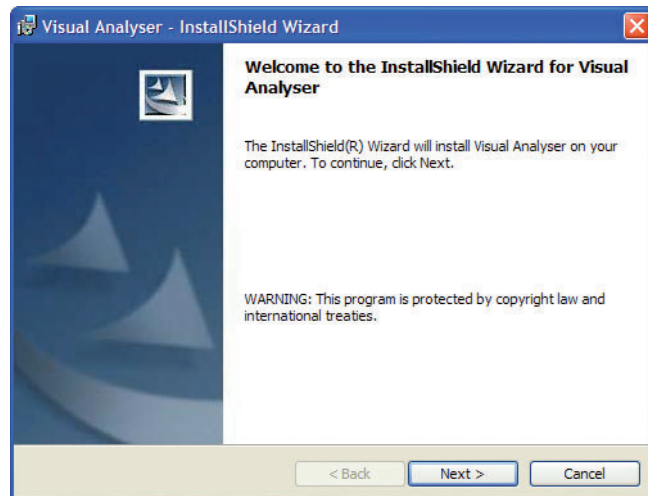 Visual Analyser - InstallShield Wizard
Welcome to the InstallShield Wizard for Visual
Analyser
The InstallShield(R) Wizard will install Visual Analyser on your
computer. To continue, click Next.
WARNING: This program is protected by copyright law and
international treaties.
< Back
Next >
Cancel